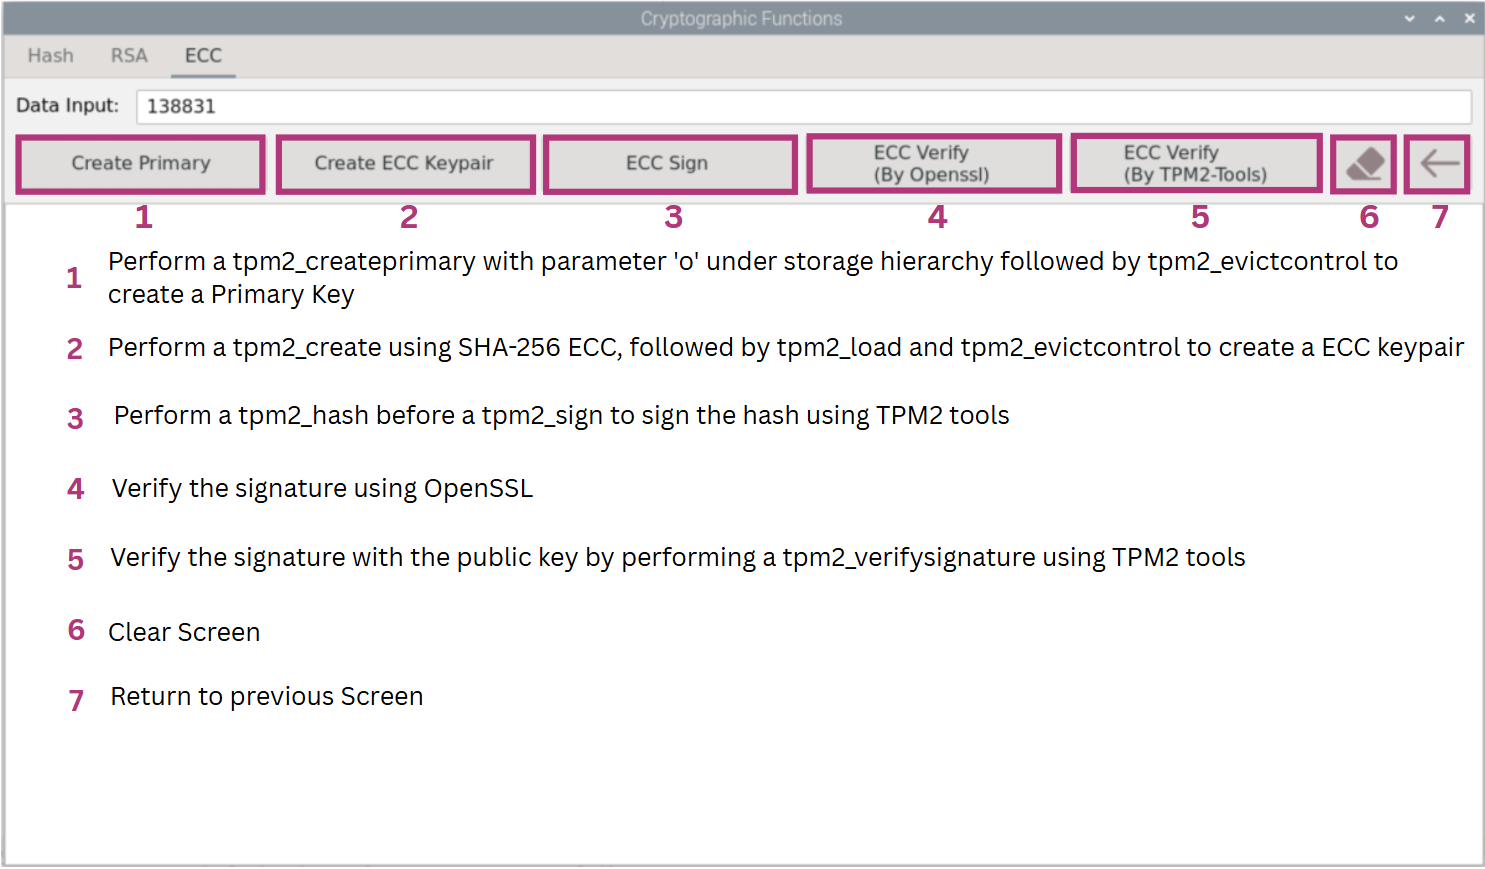 Cryptographic Functions
Hash RSA ECC
Data Input: 138831
Create Primary
Create ECC Keypair
ECC Sign
ECC Verify
(By Openssl)
ECC Verify
(By TPM2-Tools)
1 2 3 4 5 6 7
1 Perform a tpm2_createprimary with parameter 'o' under storage hierarchy followed by tpm2_evictcontrol to
create a Primary Key
2 Perform a tpm2_create using SHA-256 ECC, followed by tpm2_load and tpm2_evictcontrol to create a ECC keypair
3 Perform a tpm2_hash before a tpm2_sign to sign the hash using TPM2 tools
4 Verify the signature using OpenSSL
5 Verify the signature with the public key by performing a tpm2_verifysignature using TPM2 tools
6 Clear Screen
7 Return to previous Screen